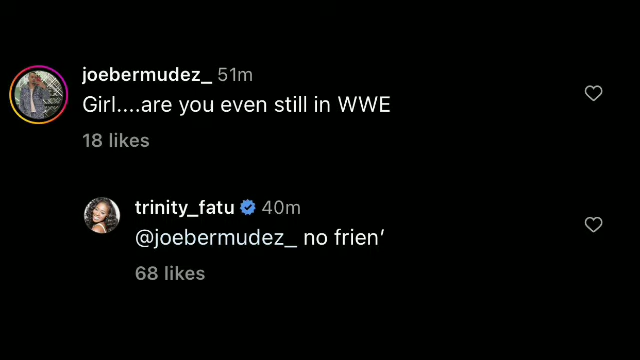 joebermudez_ 51m
Girl....are you even still in WWE
18 likes
trinity_fatu 40m
@joebermudez_ no frien’
68 likes